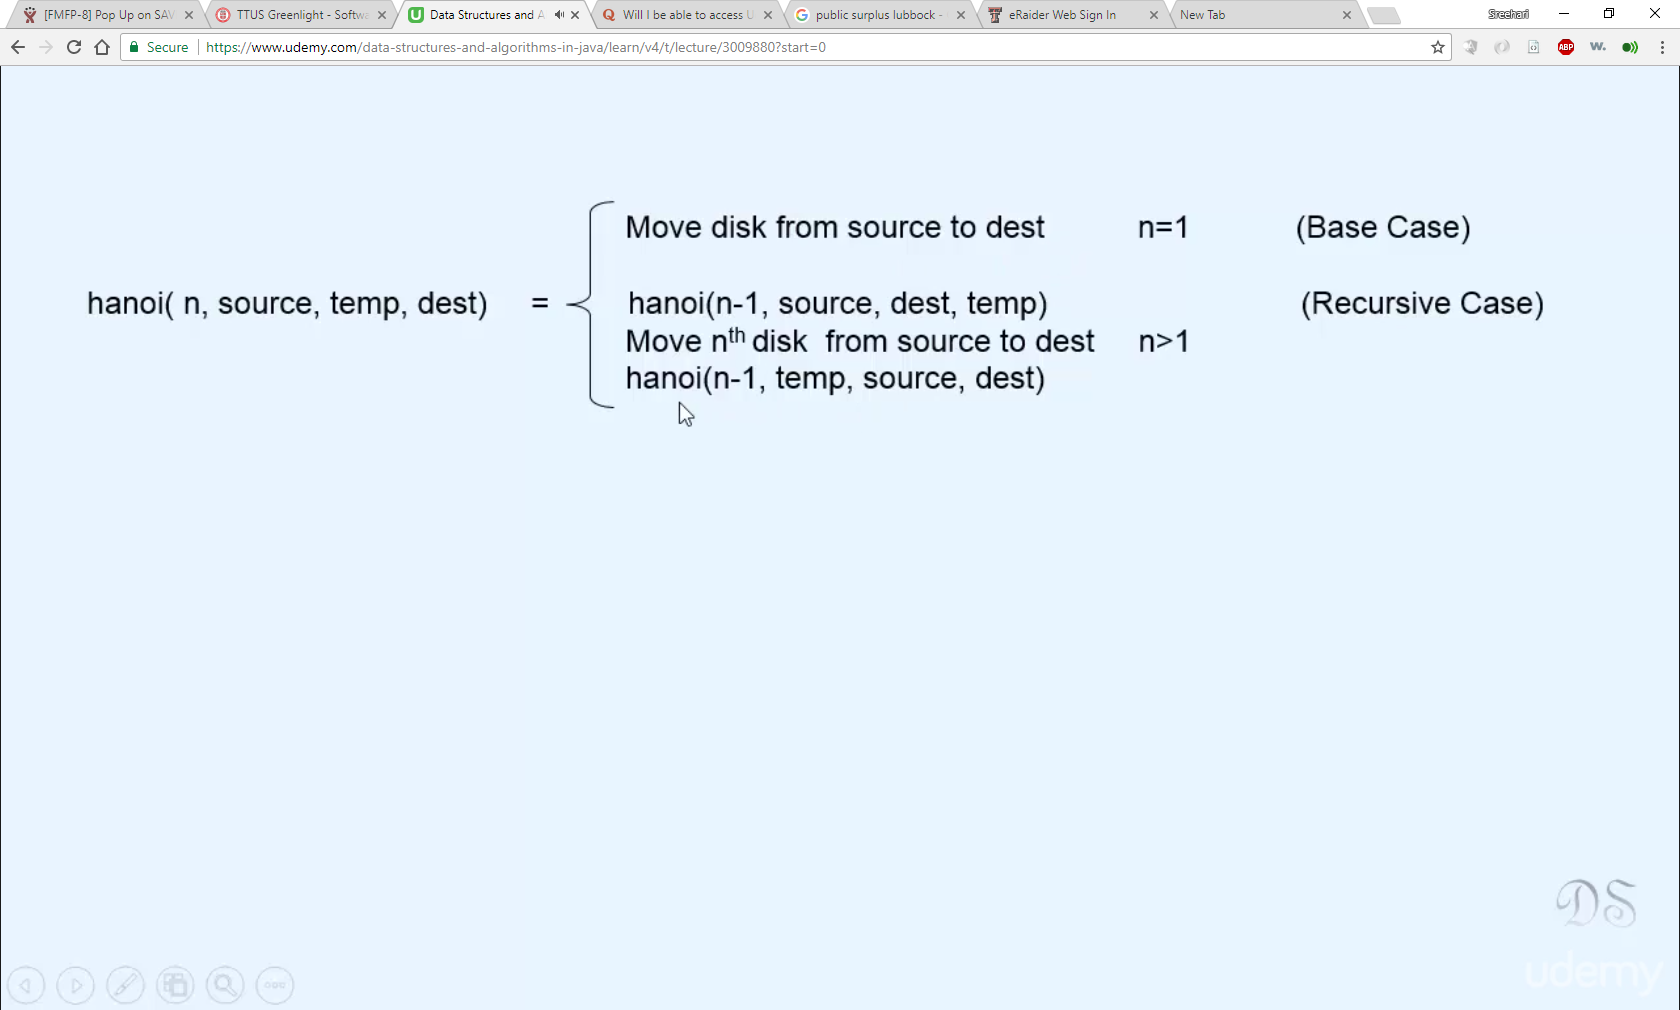 [FMFP-8] Pop Up on SAV
TTUS Greenlight - Softwa
Data Structures and A
Will I be able to access U
public surplus lubbock -
eRaider Web Sign In
New Tab
Sreehari
Secure
https://www.udemy.com/data-structures-and-algorithms-in-java/learn/v4/t/lecture/3009880?start=0
ABP
w.
Move disk from source to dest n=1 (Base Case)
hanoi( n, source, temp, dest) = hanoi(n-1, source, dest, temp) (Recursive Case)
Move nth disk from source to dest n>1
hanoi(n-1, temp, source, dest)
DS
udemy